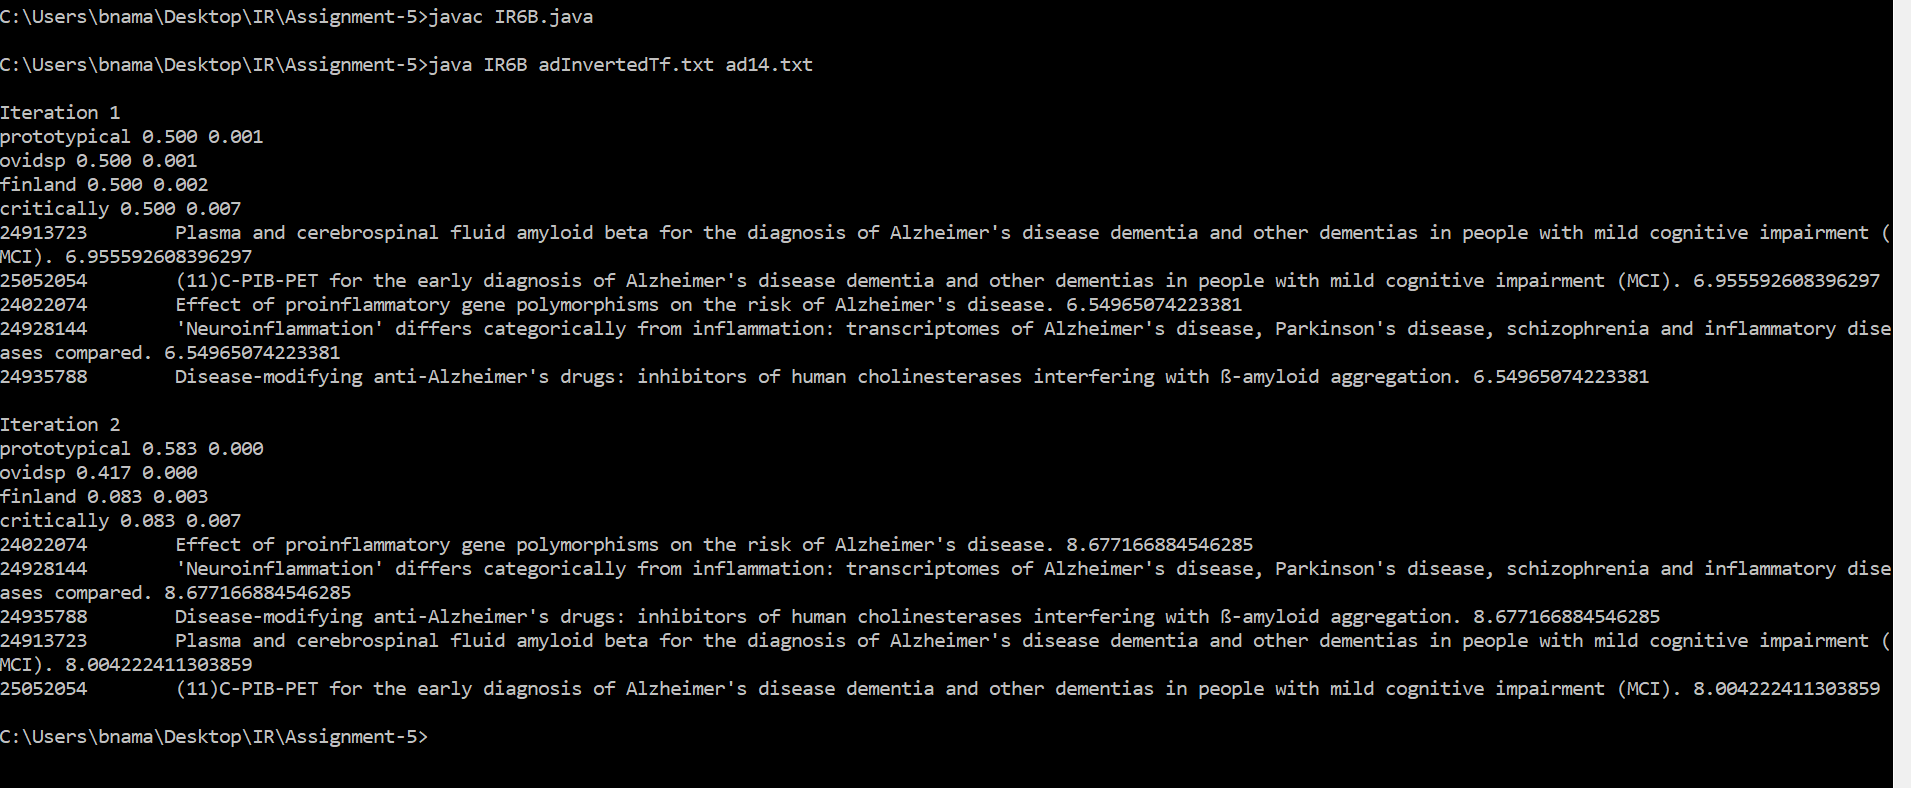 C:\Users\bnama\Desktop\IR\Assignment-5>javac IR6B.java
C:\Users\bnama\Desktop\IR\Assignment-5>java IR6B adInvertedTf.txt ad14.txt
Iteration 1
prototypical 0.500 0.001
ovidsp 0.500 0.001
finland 0.500 0.002
critically 0.500 0.007
24913723        Plasma and cerebrospinal fluid amyloid beta for the diagnosis of Alzheimer's disease dementia and other dementias in people with mild cognitive impairment (
MCI). 6.955592608396297
25052054        (11)C-PIB-PET for the early diagnosis of Alzheimer's disease dementia and other dementias in people with mild cognitive impairment (MCI). 6.955592608396297
24022074        Effect of proinflammatory gene polymorphisms on the risk of Alzheimer's disease. 6.54965074223381
24928144        'Neuroinflammation' differs categorically from inflammation: transcriptomes of Alzheimer's disease, Parkinson's disease, schizophrenia and inflammatory dise
ases compared. 6.54965074223381
24935788        Disease-modifying anti-Alzheimer's drugs: inhibitors of human cholinesterases interfering with ß-amyloid aggregation. 6.54965074223381
Iteration 2
prototypical 0.583 0.000
ovidsp 0.417 0.000
finland 0.083 0.003
critically 0.083 0.007
24022074        Effect of proinflammatory gene polymorphisms on the risk of Alzheimer's disease. 8.677166884546285
24928144        'Neuroinflammation' differs categorically from inflammation: transcriptomes of Alzheimer's disease, Parkinson's disease, schizophrenia and inflammatory dise
ases compared. 8.677166884546285
24935788        Disease-modifying anti-Alzheimer's drugs: inhibitors of human cholinesterases interfering with ß-amyloid aggregation. 8.677166884546285
24913723        Plasma and cerebrospinal fluid amyloid beta for the diagnosis of Alzheimer's disease dementia and other dementias in people with mild cognitive impairment (
MCI). 8.004222411303859
25052054        (11)C-PIB-PET for the early diagnosis of Alzheimer's disease dementia and other dementias in people with mild cognitive impairment (MCI). 8.004222411303859
C:\Users\bnama\Desktop\IR\Assignment-5>